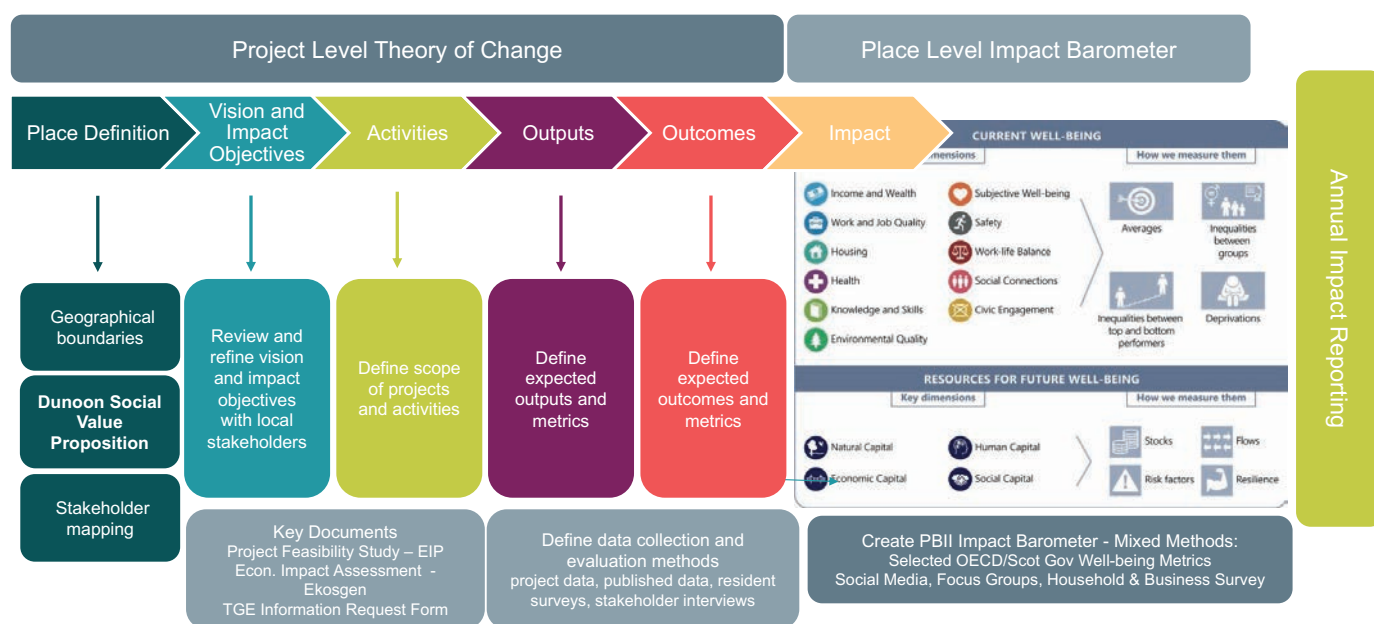 Project Level Theory of Change
Place Level Impact Barometer
Place Definition
Vision and
Impact
Objectives
Activities
Outputs
Outcomes
Impact
Annual Impact Reporting
Geographical
boundaries
Dunoon Social
Value
Proposition
Stakeholder
mapping
Review and
refine vision
and impact
objectives
with local
stakeholders
Define scope
of projects
and activities
Define
expected
outputs and
metrics
Define
expected
outcomes and
metrics
CURRENT WELL-BEING
imensions
How we measure them
Income and Wealth
Work and Job Quality
Housing
Health
Knowledge and Skills
Environmental Quality
Subjective Well-being
Safety
Work-life Balance
Social Connections
Civic Engagement
Averages
Inequalities
between
groups
Inequalities between
top and bottom
performers
Deprivations
RESOURCES FOR FUTURE WELL-BEING
Key dimensions
How we measure them
Natural Capital
Economic Capital
Human Capital
Social Capital
Stocks
Flows
Risk factors
Resilience
Key Documents
Project Feasibility Study – EIP
Econ. Impact Assessment -
Ekosgen
TGE Information Request Form
Define data collection and
evaluation methods
project data, published data, resident
surveys, stakeholder interviews
Create PBII Impact Barometer - Mixed Methods:
Selected OECD/Scot Gov Well-being Metrics
Social Media, Focus Groups, Household & Business Survey